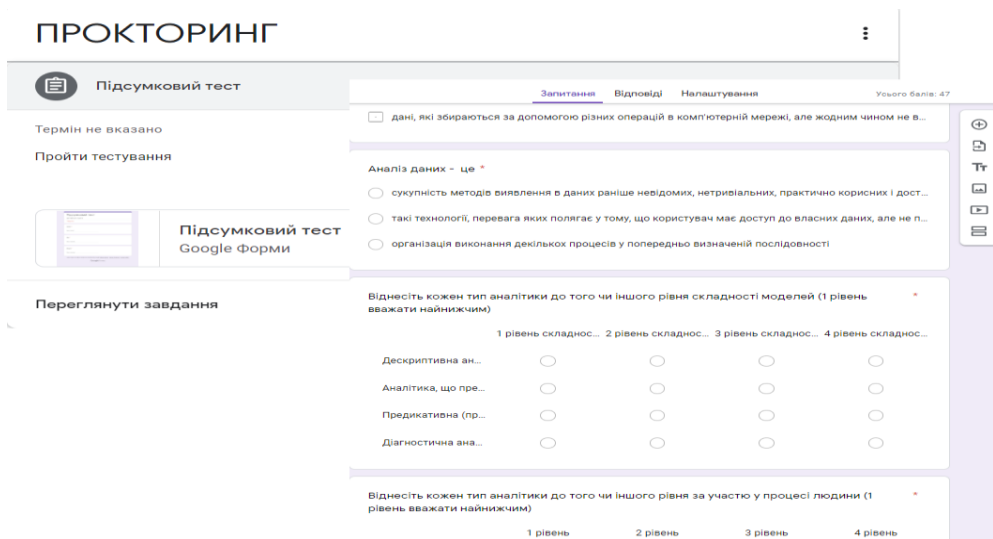 ПРОКТОРИНГ
Підсумковий тест
Термін не вказано
Пройти тестування
Підсумковий тест
Google Форми
Переглянути завдання
Запитання Відповіді Налаштування Усього балів: 47
дані, які збираються за допомогою різних операцій в комп'ютерній мережі, але жодним чином не в...
Аналіз даних - це *
сукупність методів виявлення в даних раніше невідомих, нетривіальних, практично корисних і дост...
такі технології, перевага яких полягає у тому, що користувач має доступ до власних даних, але не п...
організація виконання декількох процесів у попередньо визначеній послідовності
Віднесіть кожен тип аналітики до того чи іншого рівня складності моделей (1 рівень *
вважати найнижчим)
1 рівень складнос... 2 рівень складнос... 3 рівень складнос... 4 рівень складнос...
Дескриптивна ан...
Аналітика, що пре...
Предикативна (пр...
Діагностична ана...
Віднесіть кожен тип аналітики до того чи іншого рівня за участю у процесі людини (1 *
рівень вважати найнижчим)
1 рівень 2 рівень 3 рівень 4 рівень
Тт